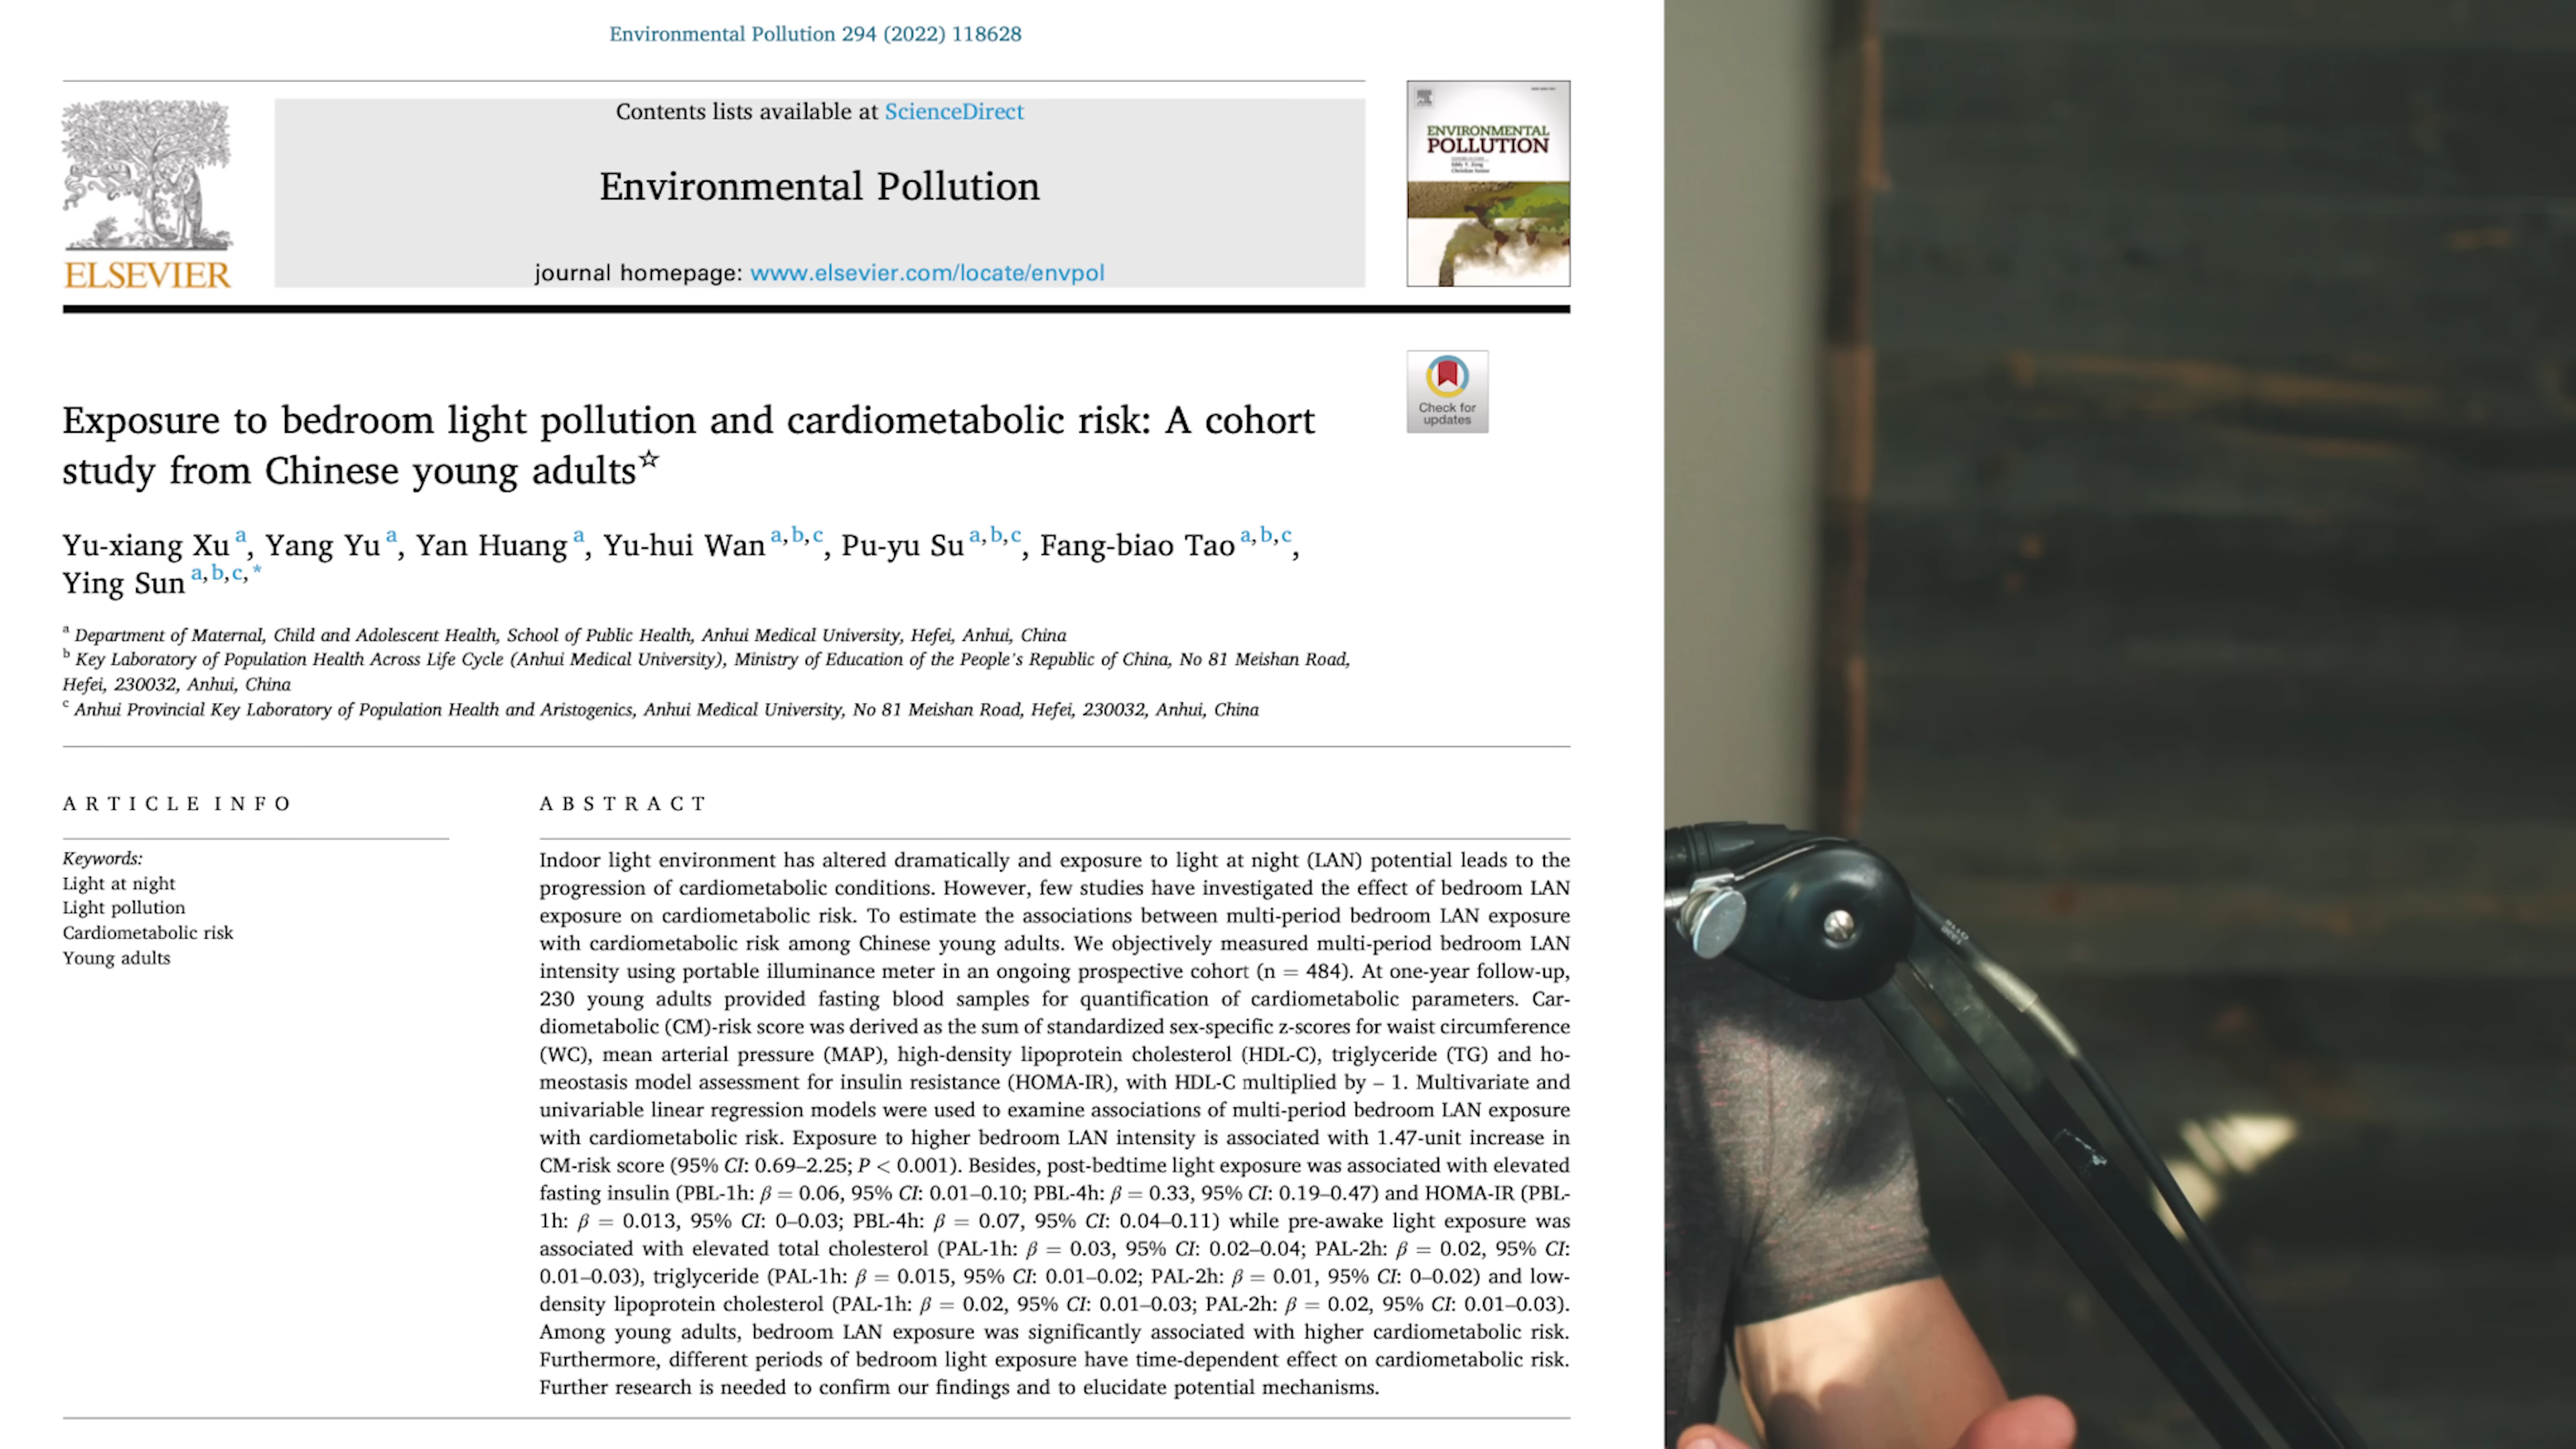 Environmental Pollution 294 (2022) 118628
Contents lists available at ScienceDirect
Environmental Pollution
journal homepage: www.elsevier.com/locate/envpol
ELSEVIER
ENVIRONMENTAL
POLLUTION
Check for
updates
Exposure to bedroom light pollution and cardiometabolic risk: A cohort
study from Chinese young adults☆
Yu-xiang Xu a, Yang Yu a, Yan Huang a, Yu-hui Wan a,b,c, Pu-yu Su a,b,c, Fang-biao Tao a,b,c,
Ying Sun a,b,c,*
a Department of Maternal, Child and Adolescent Health, School of Public Health, Anhui Medical University, Hefei, Anhui, China
b Key Laboratory of Population Health Across Life Cycle (Anhui Medical University), Ministry of Education of the People's Republic of China, No 81 Meishan Road,
Hefei, 230032, Anhui, China
c Anhui Provincial Key Laboratory of Population Health and Aristogenics, Anhui Medical University, No 81 Meishan Road, Hefei, 230032, Anhui, China
ARTICLE INFO
Keywords:
Light at night
Light pollution
Cardiometabolic risk
Young adults
ABSTRACT
Indoor light environment has altered dramatically and exposure to light at night (LAN) potential leads to the
progression of cardiometabolic conditions. However, few studies have investigated the effect of bedroom LAN
exposure on cardiometabolic risk. To estimate the associations between multi-period bedroom LAN exposure
with cardiometabolic risk among Chinese young adults. We objectively measured multi-period bedroom LAN
intensity using portable illuminance meter in an ongoing prospective cohort (n = 484). At one-year follow-up,
230 young adults provided fasting blood samples for quantification of cardiometabolic parameters. Car-
diometabolic (CM)-risk score was derived as the sum of standardized sex-specific z-scores for waist circumference
(WC), mean arterial pressure (MAP), high-density lipoprotein cholesterol (HDL-C), triglyceride (TG) and ho-
meostasis model assessment for insulin resistance (HOMA-IR), with HDL-C multiplied by – 1. Multivariate and
univariable linear regression models were used to examine associations of multi-period bedroom LAN exposure
with cardiometabolic risk. Exposure to higher bedroom LAN intensity is associated with 1.47-unit increase in
CM-risk score (95% CI: 0.69–2.25; P < 0.001). Besides, post-bedtime light exposure was associated with elevated
fasting insulin (PBL-1h: β = 0.06, 95% CI: 0.01–0.10; PBL-4h: β = 0.33, 95% CI: 0.19–0.47) and HOMA-IR (PBL-
1h: β = 0.013, 95% CI: 0–0.03; PBL-4h: β = 0.07, 95% CI: 0.04–0.11) while pre-awake light exposure was
associated with elevated total cholesterol (PAL-1h: β = 0.03, 95% CI: 0.02–0.04; PAL-2h: β = 0.02, 95% CI:
0.01–0.03), triglyceride (PAL-1h: β = 0.015, 95% CI: 0.01–0.02; PAL-2h: β = 0.01, 95% CI: 0–0.02) and low-
density lipoprotein cholesterol (PAL-1h: β = 0.02, 95% CI: 0.01–0.03; PAL-2h: β = 0.02, 95% CI: 0.01–0.03).
Among young adults, bedroom LAN exposure was significantly associated with higher cardiometabolic risk.
Furthermore, different periods of bedroom light exposure have time-dependent effect on cardiometabolic risk.
Further research is needed to confirm our findings and to elucidate potential mechanisms.